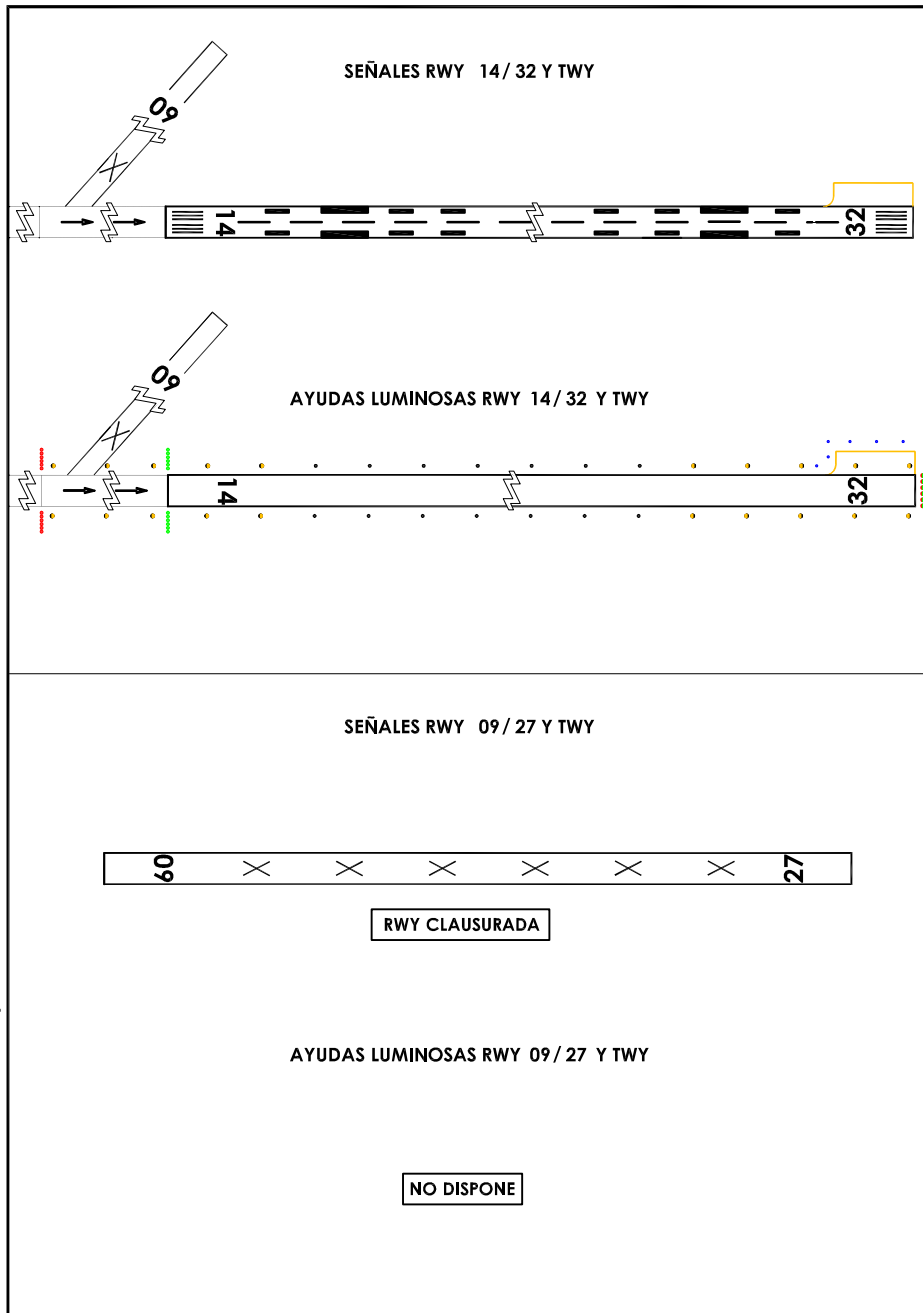 SEÑALES RWY 14/32 Y TWY
09
14
32
AYUDAS LUMINOSAS RWY 14/32 Y TWY
09
14
32
SEÑALES RWY 09/27 Y TWY
09
27
RWY CLAUSURADA
AYUDAS LUMINOSAS RWY 09/27 Y TWY
NO DISPONE